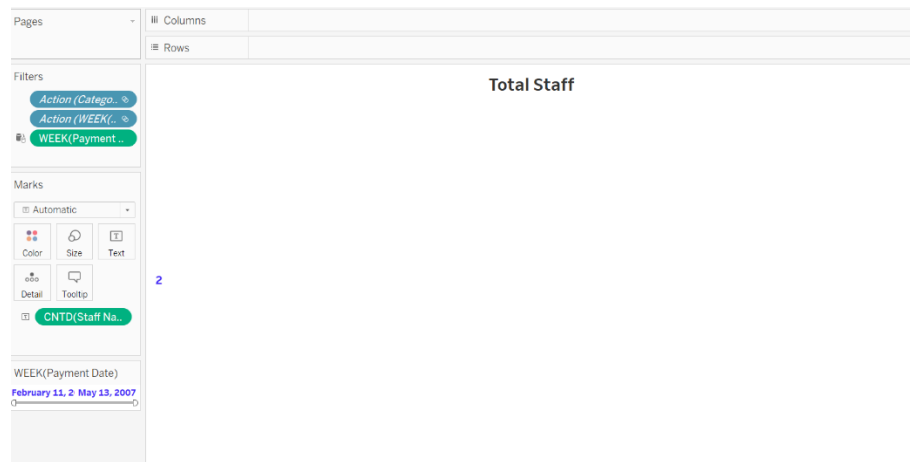 Pages
Columns
Rows
Filters
Action (Catego..
Action (WEEK(..
WEEK(Payment ..
Marks
Automatic
Color Size Text
Detail Tooltip
CNTD(Staff Na..
WEEK(Payment Date)
February 11, 2 May 13, 2007
Total Staff
2